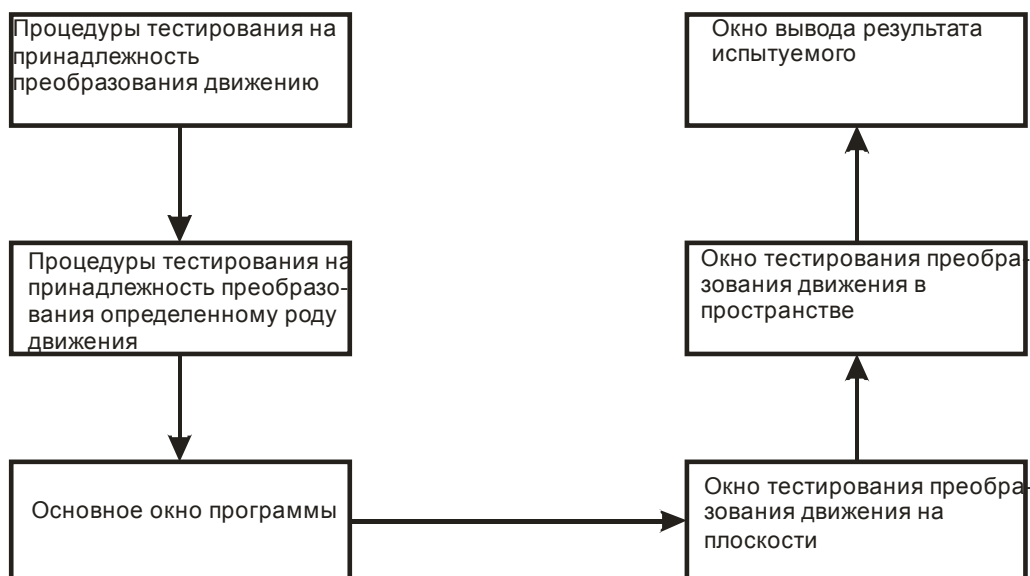 Процедуры тестирования на
принадлежность
преобразования движению
Процедуры тестирования на
принадлежность преобразо-
вания определенному роду
движения
Основное окно программы
Окно вывода результата
испытуемого
Окно тестирования преобра-
зования движения в
пространстве
Окно тестирования преобра-
зования движения на
плоскости